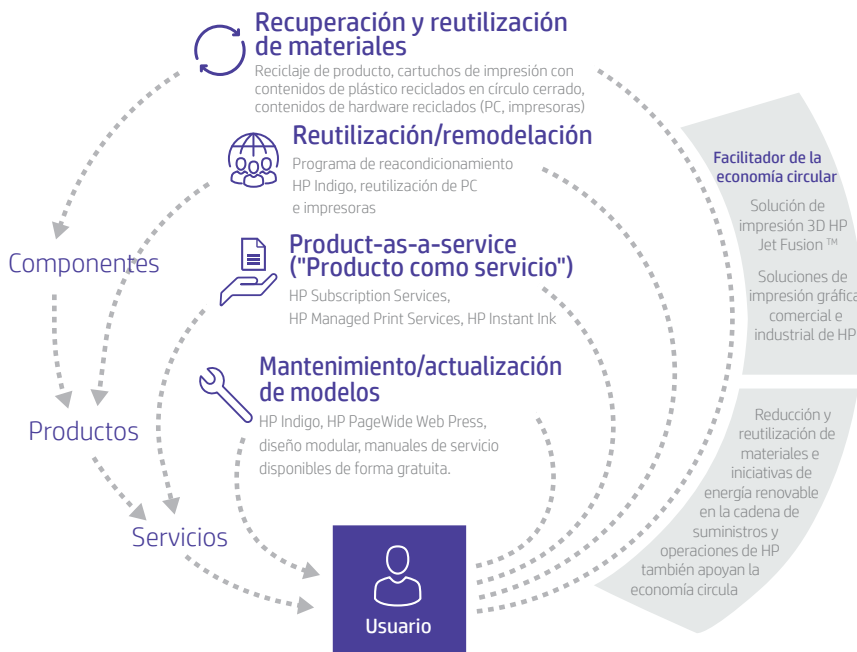 Recuperación y reutilización
de materiales
Reciclaje de producto, cartuchos de impresión con
contenidos de plástico reciclados en círculo cerrado,
contenidos de hardware reciclados (PC, impresoras)
Reutilización/remodelación
Programa de reacondicionamiento
HP Indigo, reutilización de PC
e impresoras
Product-as-a-service
("Producto como servicio")
HP Subscription Services,
HP Managed Print Services, HP Instant Ink
Mantenimiento/actualización
de modelos
HP Indigo, HP PageWide Web Press,
diseño modular, manuales de servicio
disponibles de forma gratuita.
Componentes
Productos
Servicios
Usuario
Facilitador de la
economía circular
Solución de
impresión 3D HP
Jet Fusion ™
Soluciones de
impresión gráfica
comercial e
industrial de HP
Reducción y
reutilización de
materiales e
iniciativas de
energía renovable
en la cadena de
suministros y
operaciones de HP
también apoyan la
economía circula